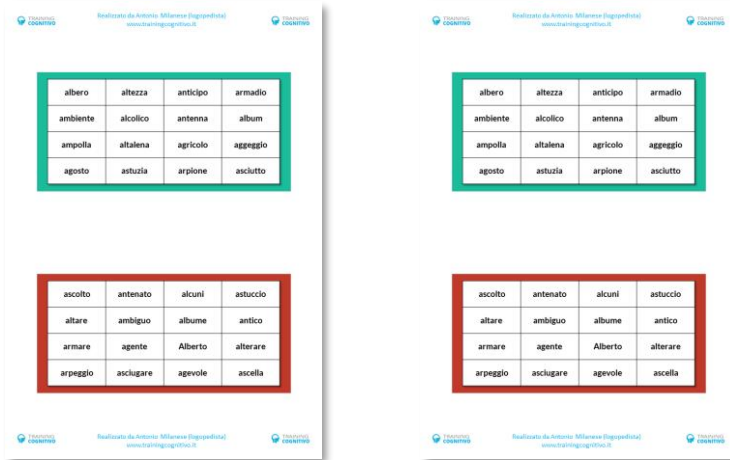 TRAINING
COGNITIVO
Realizzato da Antonio Milanese (logopedista)
www.trainingcognitivo.it
TRAINING
COGNITIVO
albero altezza anticipo armadio
ambiente alcolico antenna album
ampolla altalena agricolo aggeggio
agosto astuzia arpione asciutto
ascolto antenato alcuni astuccio
altare ambiguo albume antico
armare agente Alberto alterare
arpeggio asciugare agevole ascella
TRAINING
COGNITIVO
Realizzato da Antonio Milanese (logopedista)
www.trainingcognitivo.it
TRAINING
COGNITIVO
TRAINING
COGNITIVO
Realizzato da Antonio Milanese (logopedista)
www.trainingcognitivo.it
TRAINING
COGNITIVO
albero altezza anticipo armadio
ambiente alcolico antenna album
ampolla altalena agricolo aggeggio
agosto astuzia arpione asciutto
ascolto antenato alcuni astuccio
altare ambiguo albume antico
armare agente Alberto alterare
arpeggio asciugare agevole ascella
TRAINING
COGNITIVO
Realizzato da Antonio Milanese (logopedista)
www.trainingcognitivo.it
TRAINING
COGNITIVO